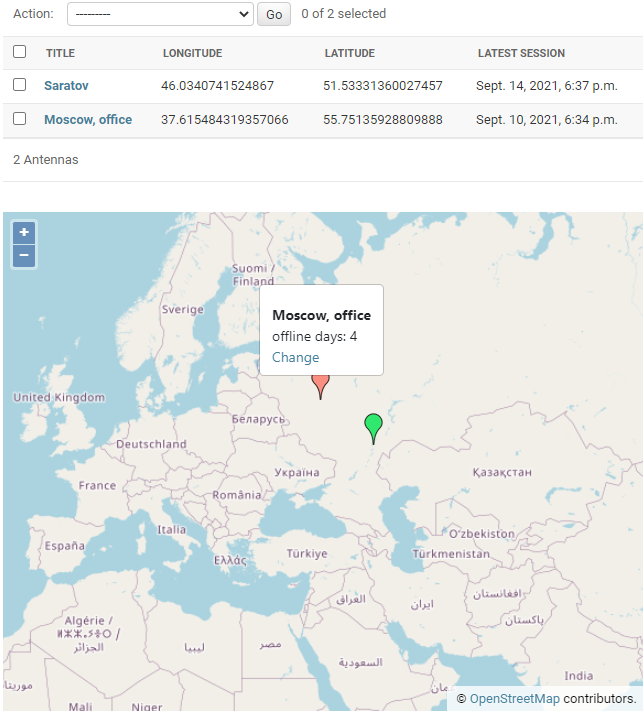 Action: --------- Go 0 of 2 selected
TITLE LONGITUDE LATITUDE LATEST SESSION
Saratov 46.0340741524867 51.53331360027457 Sept. 14, 2021, 6:37 p.m.
Moscow, office 37.615484319357066 55.75135928809888 Sept. 10, 2021, 6:34 p.m.
2 Antennas
+
−
Suomi /
Finland
Sverige
Moscow, office
offline days: 4
Change
United Kingdom
Беларусь
Deutschland
Україна
Қазақстан
France
România
Italia
O‘zbekiston
España
Ελλάς
Türkiye
Türkmenistan
العراق
ایران
افغانستان
پاکستان
Algérie /
ⵍⵣⵣⴰⵢⴻⵔ /
الجزائر
ليبيا
مصر
السعودية
India
موريتانيا
Mali
Niger
© OpenStreetMap contributors.